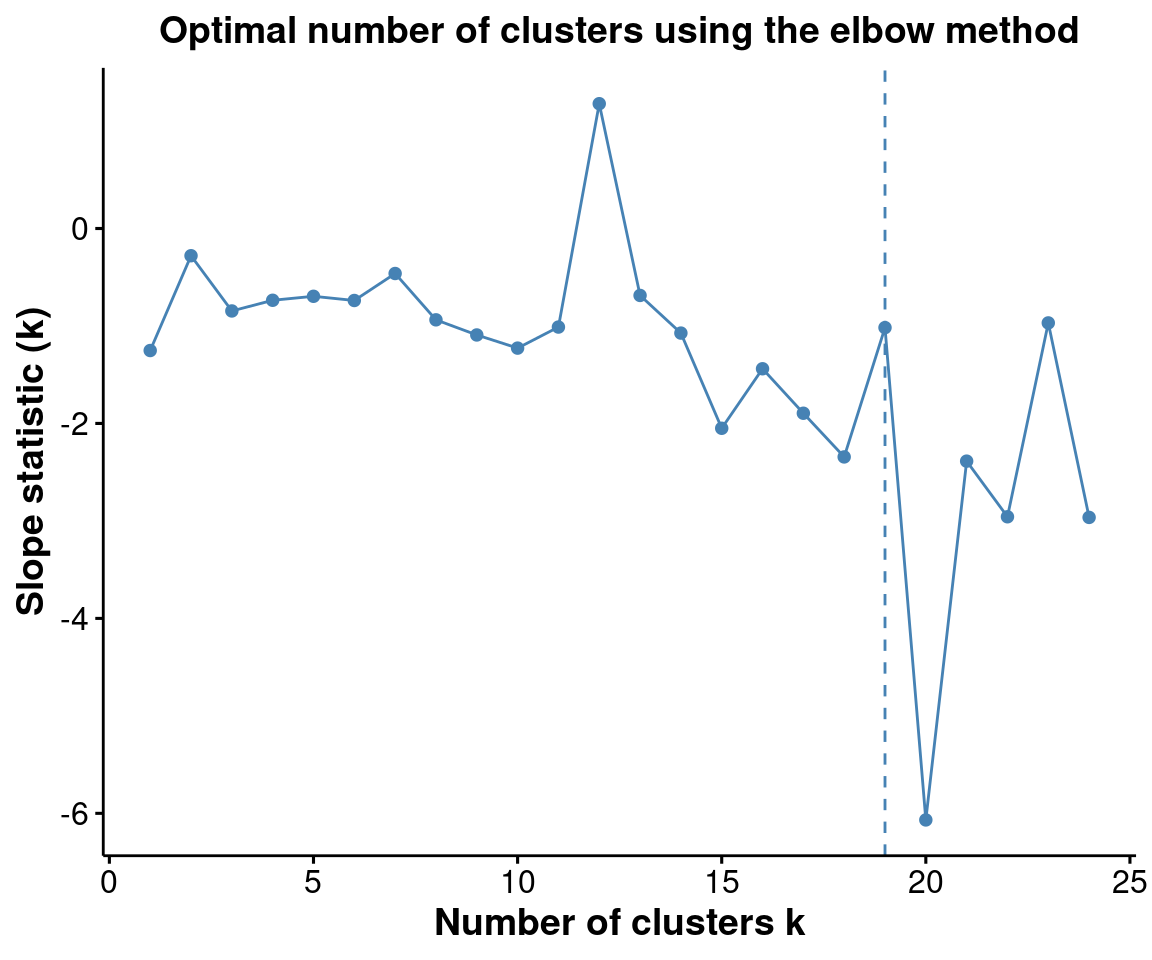 Optimal number of clusters using the elbow method
Slope statistic (k)
0
-2
-4
-6
0 5 10 15 20 25
Number of clusters k